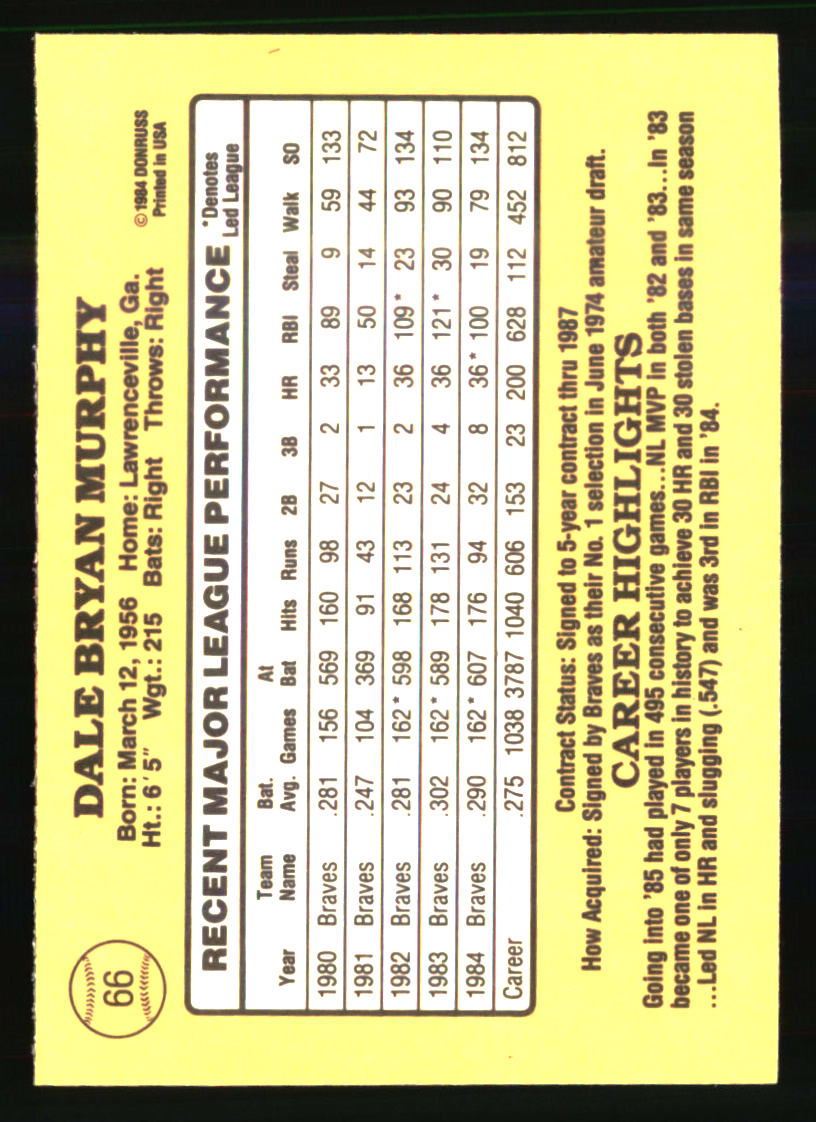 66
DALE BRYAN MURPHY
Born: March 12, 1956 Home: Lawrenceville, Ga.
Ht.: 6'5" Wgt.: 215 Bats: Right Throws: Right
© 1984 DONRUSS
Printed in USA
RECENT MAJOR LEAGUE PERFORMANCE
*Denotes
Led League
Year Team Name Bat. Avg. Games At Bat Hits Runs 2B 3B HR RBI Steal Walk SO
1980 Braves .281 156 569 160 98 27 2 33 89 9 59 133
1981 Braves .247 104 369 91 43 12 1 13 50 14 44 72
1982 Braves .281 162* 598 168 113 23 2 36 109* 23 93 134
1983 Braves .302 162* 589 178 131 24 4 36 121* 30 90 110
1984 Braves .290 162* 607 176 94 32 8 36* 100 19 79 134
Career .275 1038 3787 1040 606 153 23 200 628 112 452 812
Contract Status: Signed to 5-year contract thru 1987
How Acquired: Signed by Braves as their No. 1 selection in June 1974 amateur draft.
CAREER HIGHLIGHTS
Going into '85 had played in 495 consecutive games...NL MVP in both '82 and '83...In '83
became one of only 7 players in history to achieve 30 HR and 30 stolen bases in same season
...Led NL in HR and slugging (.547) and was 3rd in RBI in '84.